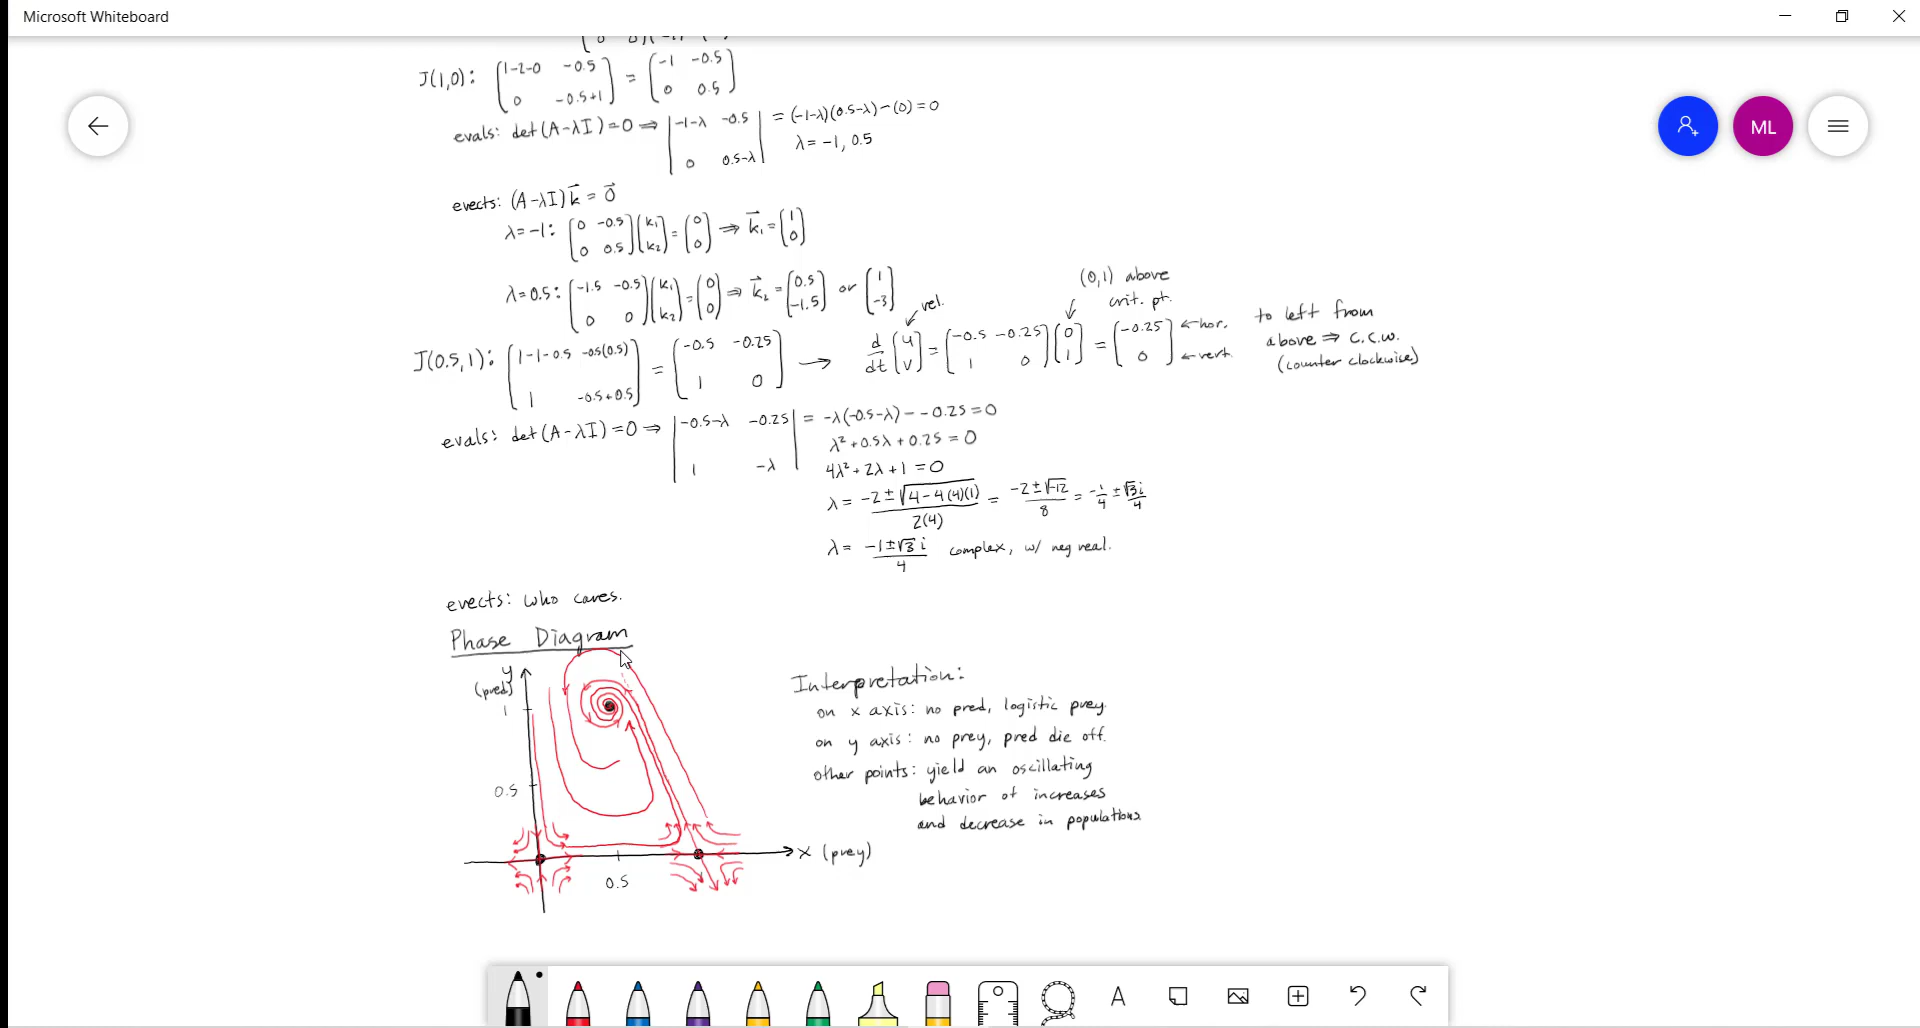 Microsoft Whiteboard
J(1,0): (1-2-0 -0.5 / 0 -0.5+1) = (-1 -0.5 / 0 0.5)
evals: det(A-λI)=0 ⇒ |-1-λ -0.5 / 0 0.5-λ| = (-1-λ)(0.5-λ)-(0)=0
λ=-1, 0.5
ML
evects: (A-λI)k⃗ = 0⃗
λ=-1: (0 -0.5 / 0 0.5)(k₁ / k₂) = (0 / 0) ⇒ k⃗₁ = (1 / 0)
λ=0.5: (-1.5 -0.5 / 0 0)(k₁ / k₂) = (0 / 0) ⇒ k⃗₂ = (0.5 / -1.5) or (1 / -3)
vel.
(0,1) above
crit. pt.
J(0.5,1): (1-1-0.5 -0.5(0.5) / 1 -0.5+0.5) = (-0.5 -0.25 / 1 0) → d/dt (u / v) = (-0.5 -0.25 / 1 0)(0 / 1) = (-0.25 / 0) ←hor. ←vert.
to left from
above ⇒ c.c.w.
(counter clockwise)
evals: det(A-λI)=0 ⇒ |-0.5-λ -0.25 / 1 -λ| = -λ(-0.5-λ)- -0.25=0
λ²+0.5λ+0.25=0
4λ²+2λ+1=0
λ = (-2±√(4-4(4)(1)))/(2(4)) = (-2±√-12)/8 = -1/4 ± √3i/4
λ = (-1±√3 i)/4 complex, w/ neg real.
evects: who cares.
Phase Diagram
y
(pred)
1
0.5
0.5
x (prey)
Interpretation:
on x axis: no pred, logistic prey.
on y axis: no prey, pred die off.
other points: yield an oscillating
behavior of increases
and decrease in populations
A